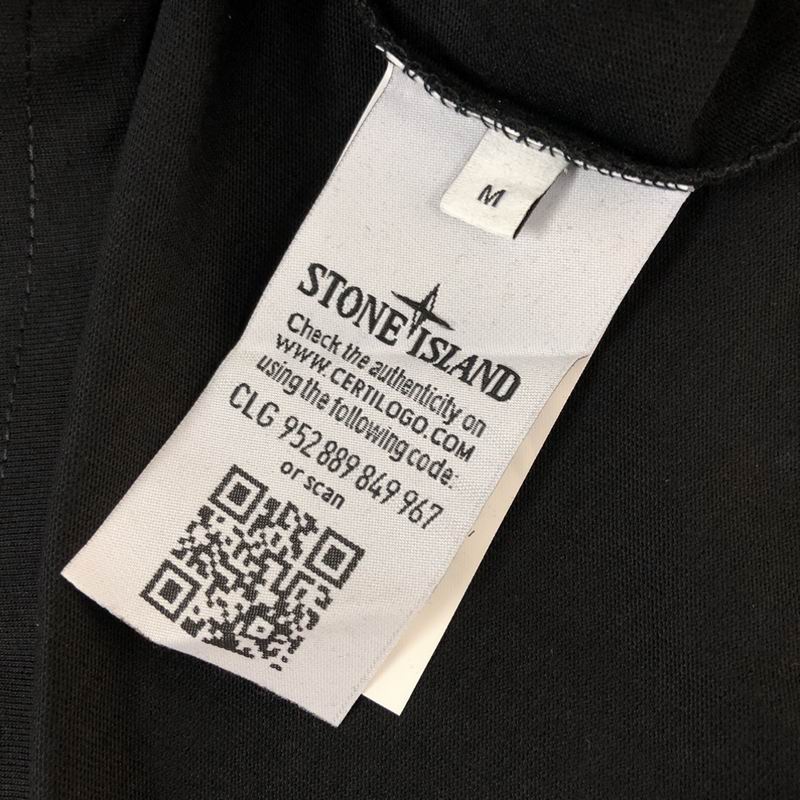 M
STONE ISLAND
Check the authenticity on
WWW.CERTILOGO.COM
using the following code:
CLG 952 889 849 967
or scan